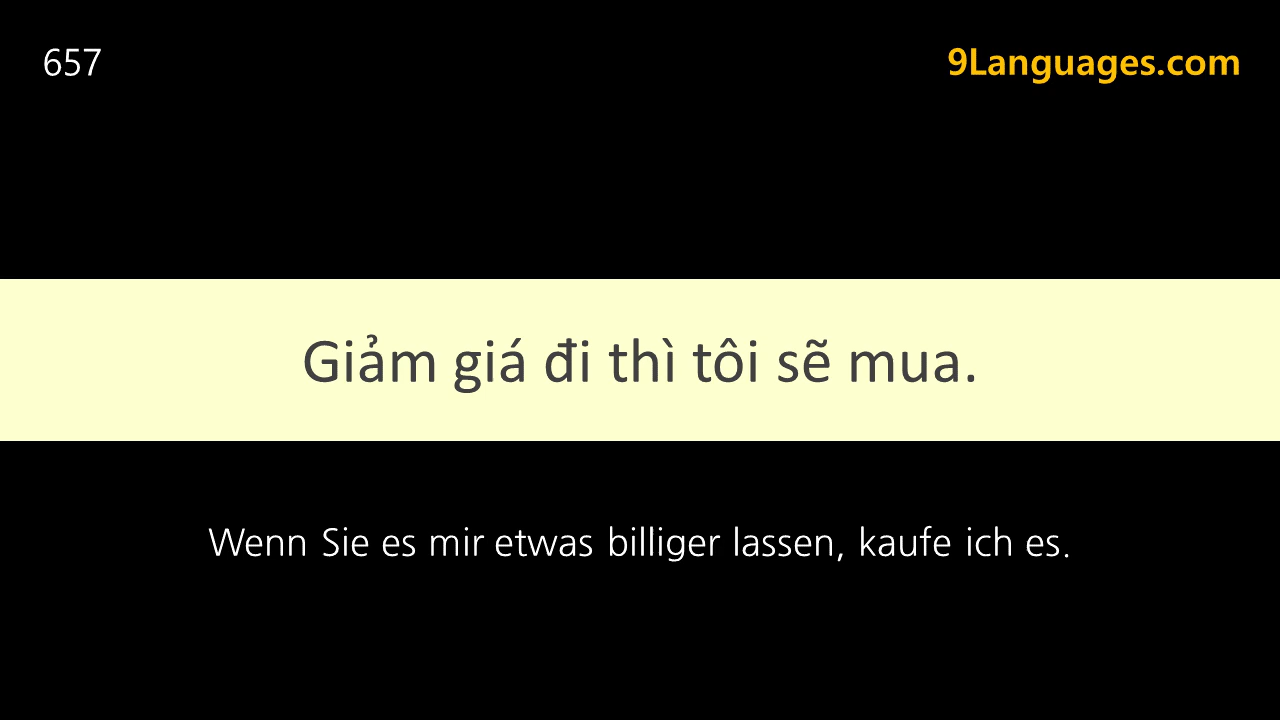 657
9Languages.com
Giảm giá đi thì tôi sẽ mua.
Wenn Sie es mir etwas billiger lassen, kaufe ich es.